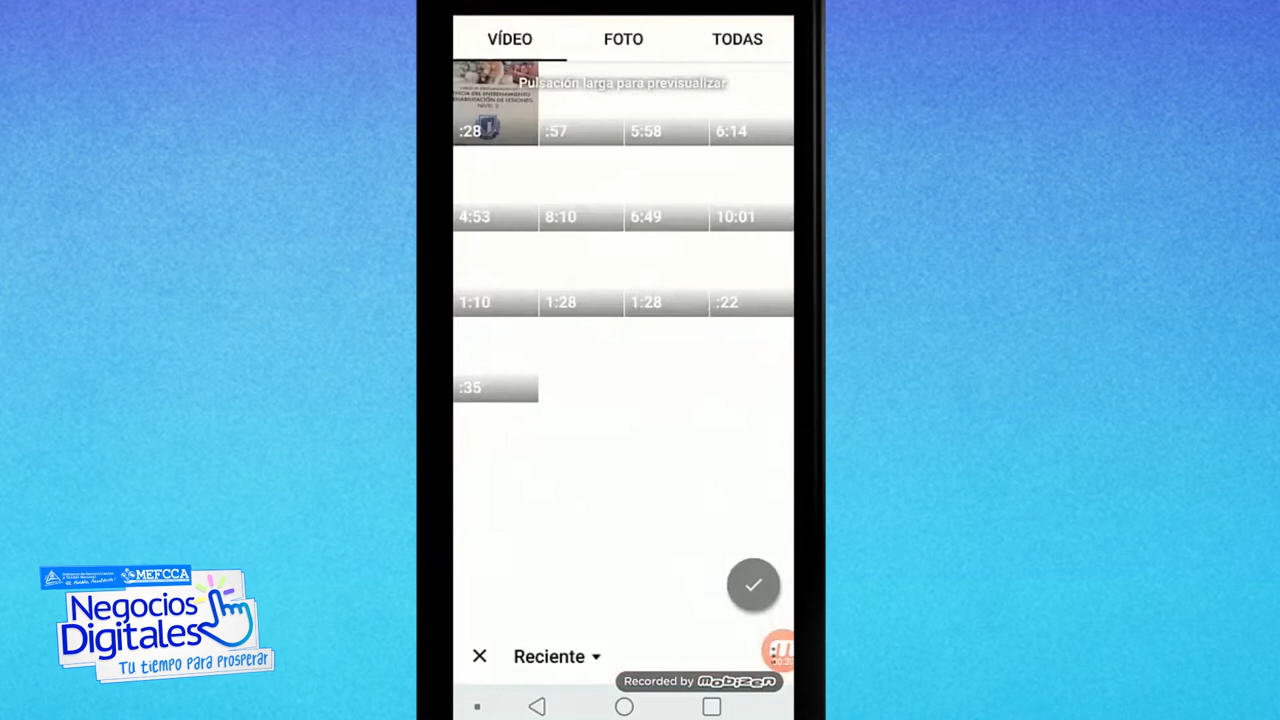 VÍDEO FOTO TODAS
Pulsación larga para previsualizar
:28 :57 5:58 6:14
4:53 8:10 6:49 10:01
1:10 1:28 1:28 :22
:35
MEFCCA
Negocios
Digitales
Tu tiempo para prosperar
Reciente
Recorded by Mobizen